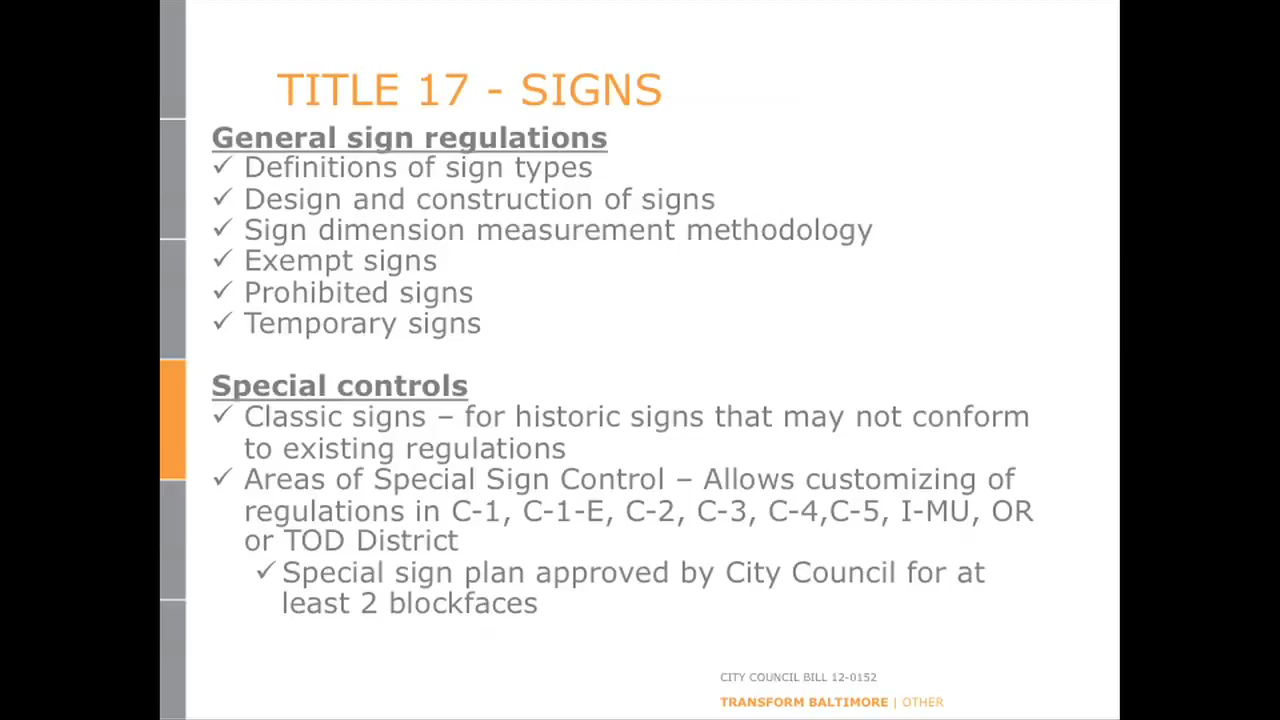 TITLE 17 - SIGNS
General sign regulations
✓ Definitions of sign types
✓ Design and construction of signs
✓ Sign dimension measurement methodology
✓ Exempt signs
✓ Prohibited signs
✓ Temporary signs
Special controls
✓ Classic signs – for historic signs that may not conform
to existing regulations
✓ Areas of Special Sign Control – Allows customizing of
regulations in C-1, C-1-E, C-2, C-3, C-4,C-5, I-MU, OR
or TOD District
✓ Special sign plan approved by City Council for at
least 2 blockfaces
CITY COUNCIL BILL 12-0152
TRANSFORM BALTIMORE | OTHER